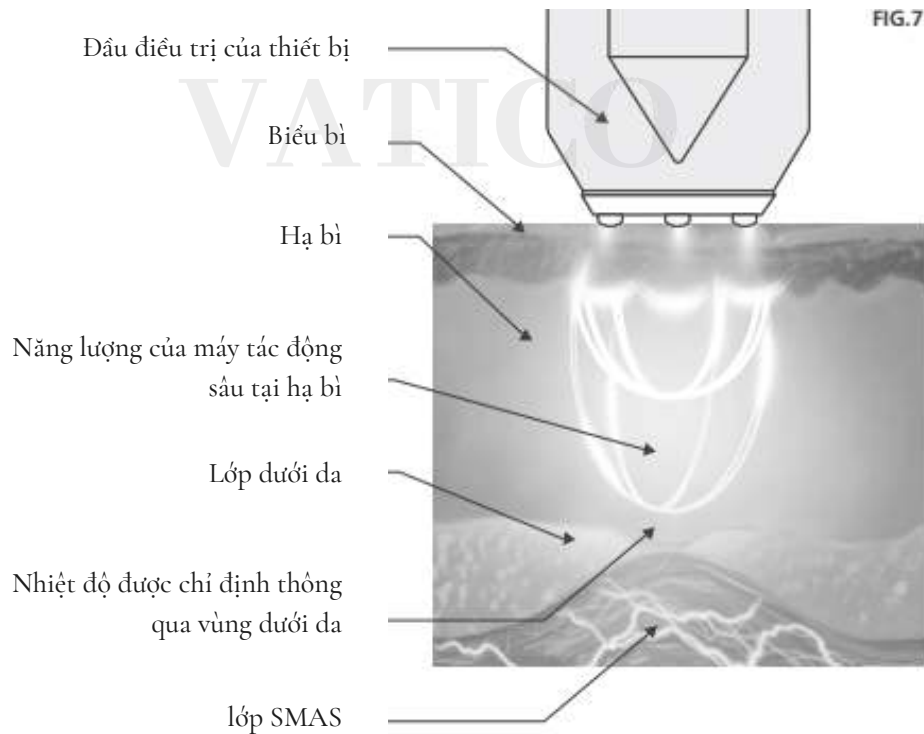 FIG.7
Đầu điều trị của thiết bị
VATICO
Biểu bì
Hạ bì
Năng lượng của máy tác động
sâu tại hạ bì
Lớp dưới da
Nhiệt độ được chỉ định thông
qua vùng dưới da
lớp SMAS